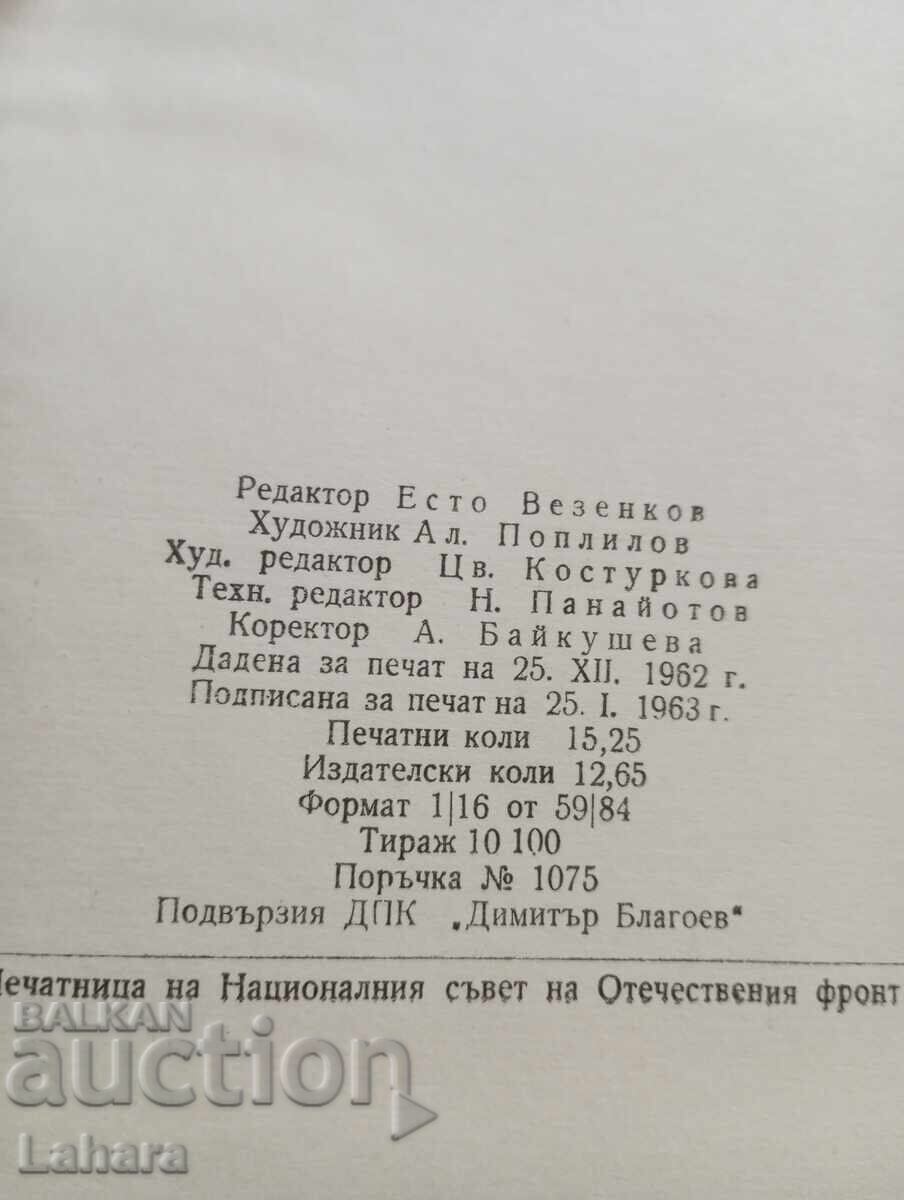 Редактор Есто Везенков
Художник Ал. Поплилов
Худ. редактор Цв. Костуркова
Техн. редактор Н. Панайотов
Коректор А. Байкушева
Дадена за печат на 25. XII. 1962 г.
Подписана за печат на 25. I. 1963 г.
Печатни коли 15,25
Издателски коли 12,65
Формат 1|16 от 59|84
Тираж 10 100
Поръчка № 1075
Подвързия ДПК „Димитър Благоев“
Печатница на Националния съвет на Отечествения фронт
BALKAN
auction
Lahara